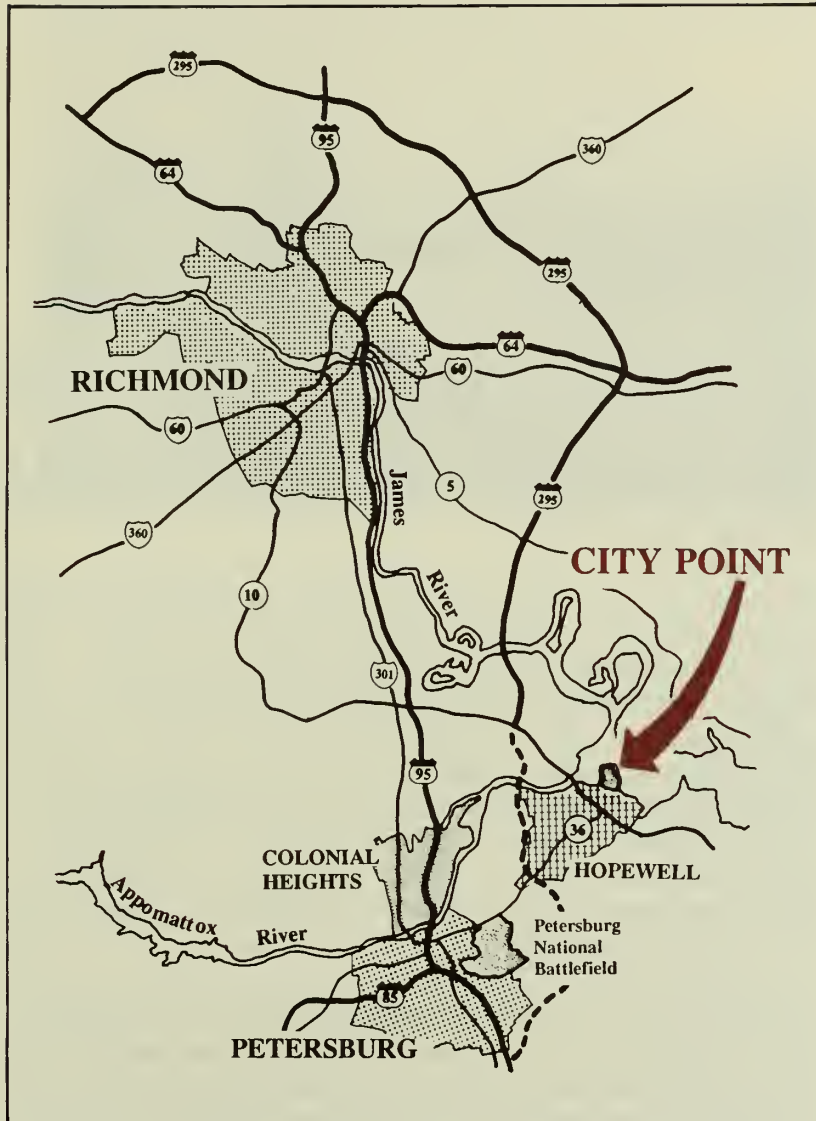 295
95
360
64
295
RICHMOND
64
60
60
James
River
5
295
360
CITY POINT
10
301
95
36
COLONIAL
HEIGHTS
HOPEWELL
Appomattox
River
Petersburg
National
Battlefield
85
PETERSBURG